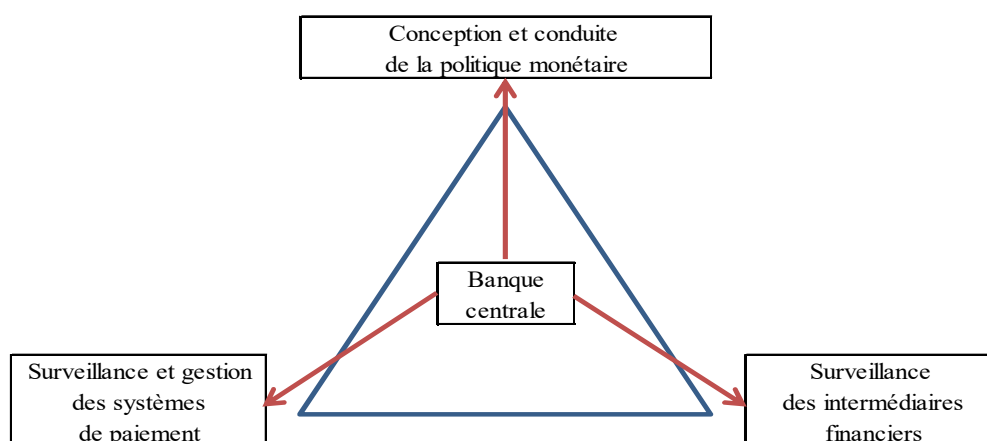 Conception et conduite
de la politique monétaire
Banque
centrale
Surveillance et gestion
des systèmes
de paiement
Surveillance
des intermédiaires
financiers